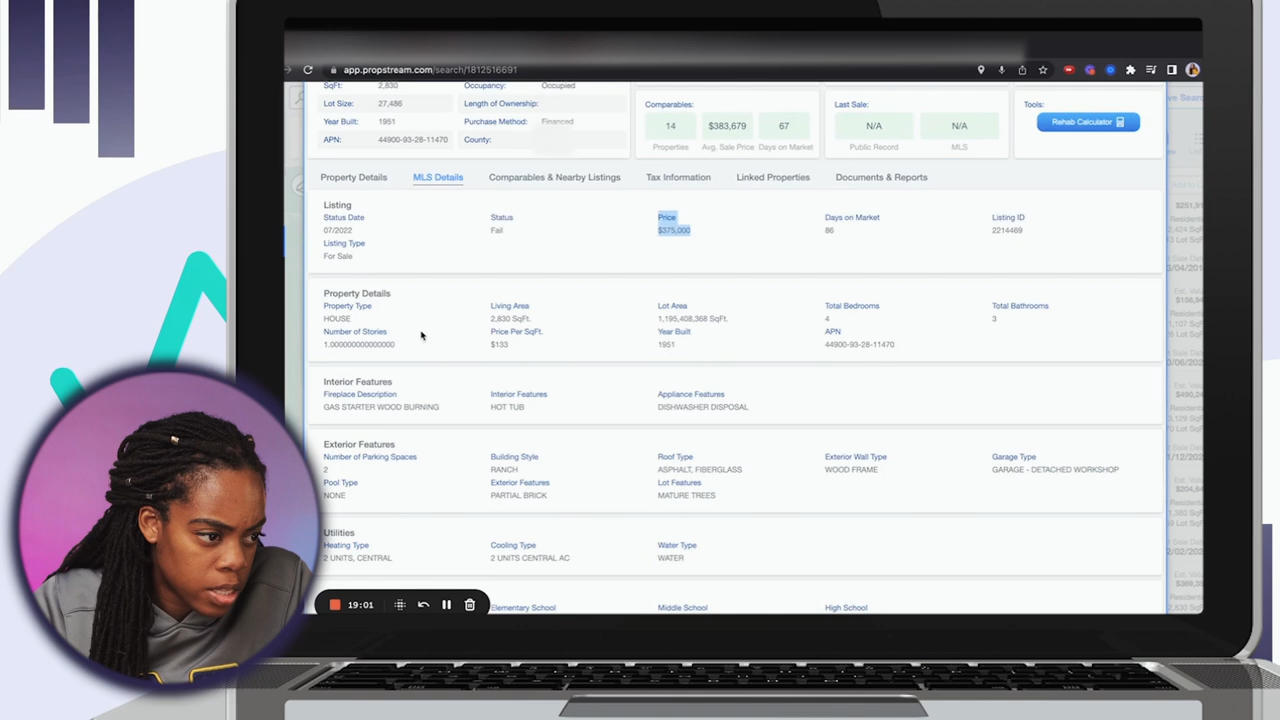 app.propstream.com/search/1812516691
SqFt: 2,830 Occupancy: Occupied
Lot Size: 27,486 Length of Ownership:
Year Built: 1951 Purchase Method: Financed
APN: 44900-93-28-11470 County:
Comparables:
14 $383,679 67
Properties Avg. Sale Price Days on Market
Last Sale:
N/A N/A
Public Record MLS
Tools:
Rehab Calculator
Property Details MLS Details Comparables & Nearby Listings Tax Information Linked Properties Documents & Reports
Listing
Status Date Status Price Days on Market Listing ID
07/2022 Fail $375,000 86 2214469
Listing Type
For Sale
Property Details
Property Type Living Area Lot Area Total Bedrooms Total Bathrooms
HOUSE 2,830 SqFt. 1,195,408,368 SqFt. 4 3
Number of Stories Price Per SqFt. Year Built APN
1.000000000000000 $133 1951 44900-93-28-11470
Interior Features
Fireplace Description Interior Features Appliance Features
GAS STARTER WOOD BURNING HOT TUB DISHWASHER DISPOSAL
Exterior Features
Number of Parking Spaces Building Style Roof Type Exterior Wall Type Garage Type
2 RANCH ASPHALT, FIBERGLASS WOOD FRAME GARAGE - DETACHED WORKSHOP
Pool Type Exterior Features Lot Features
NONE PARTIAL BRICK MATURE TREES
Utilities
Heating Type Cooling Type Water Type
2 UNITS, CENTRAL 2 UNITS CENTRAL AC WATER
Elementary School Middle School High School
19:01